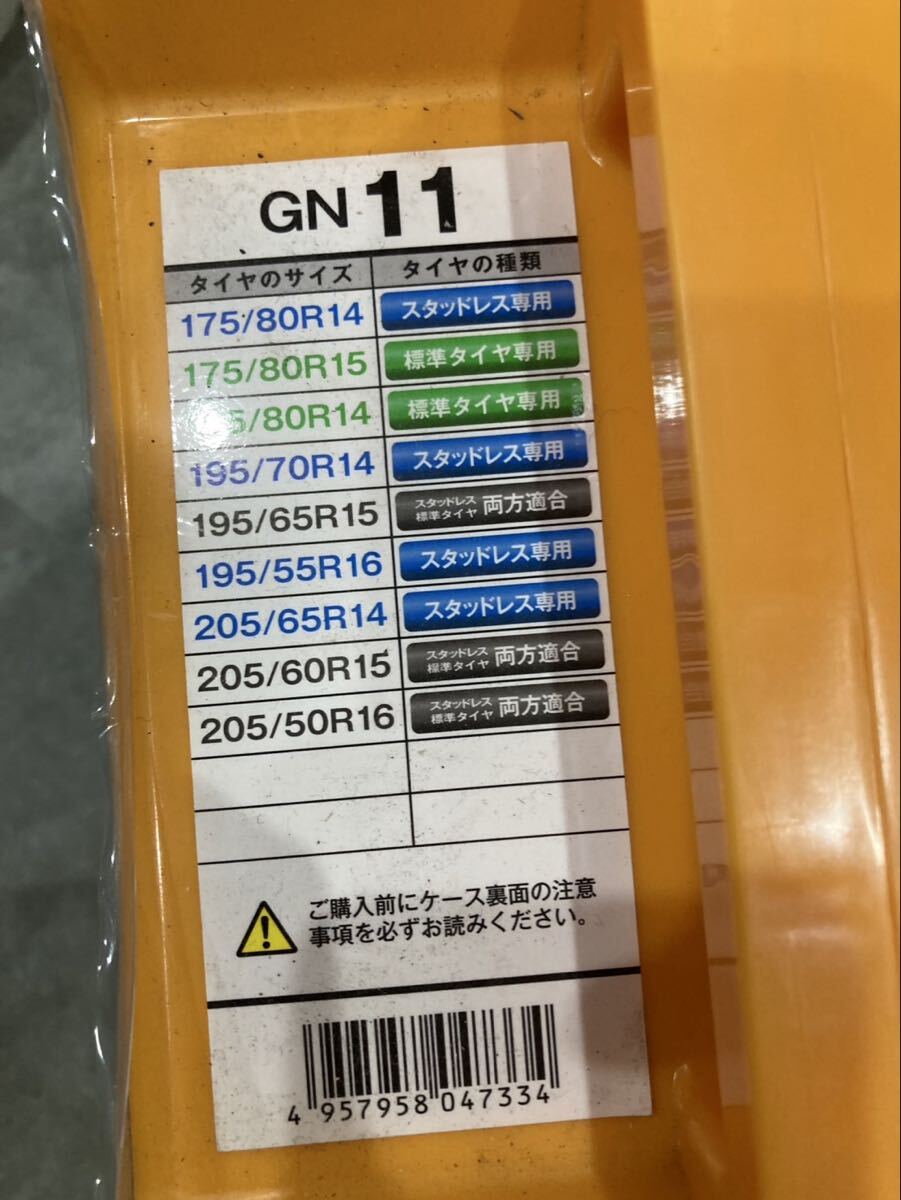 GN 11
タイヤのサイズ タイヤの種類
175/80R14 スタッドレス専用
175/80R15 標準タイヤ専用
5/80R14 標準タイヤ専用
195/70R14 スタッドレス専用
195/65R15 スタッドレス 標準タイヤ 両方適合
195/55R16 スタッドレス専用
205/65R14 スタッドレス専用
205/60R15 スタッドレス 標準タイヤ 両方適合
205/50R16 スタッドレス 標準タイヤ 両方適合
ご購入前にケース裏面の注意
事項を必ずお読みください。
4 957958 047334